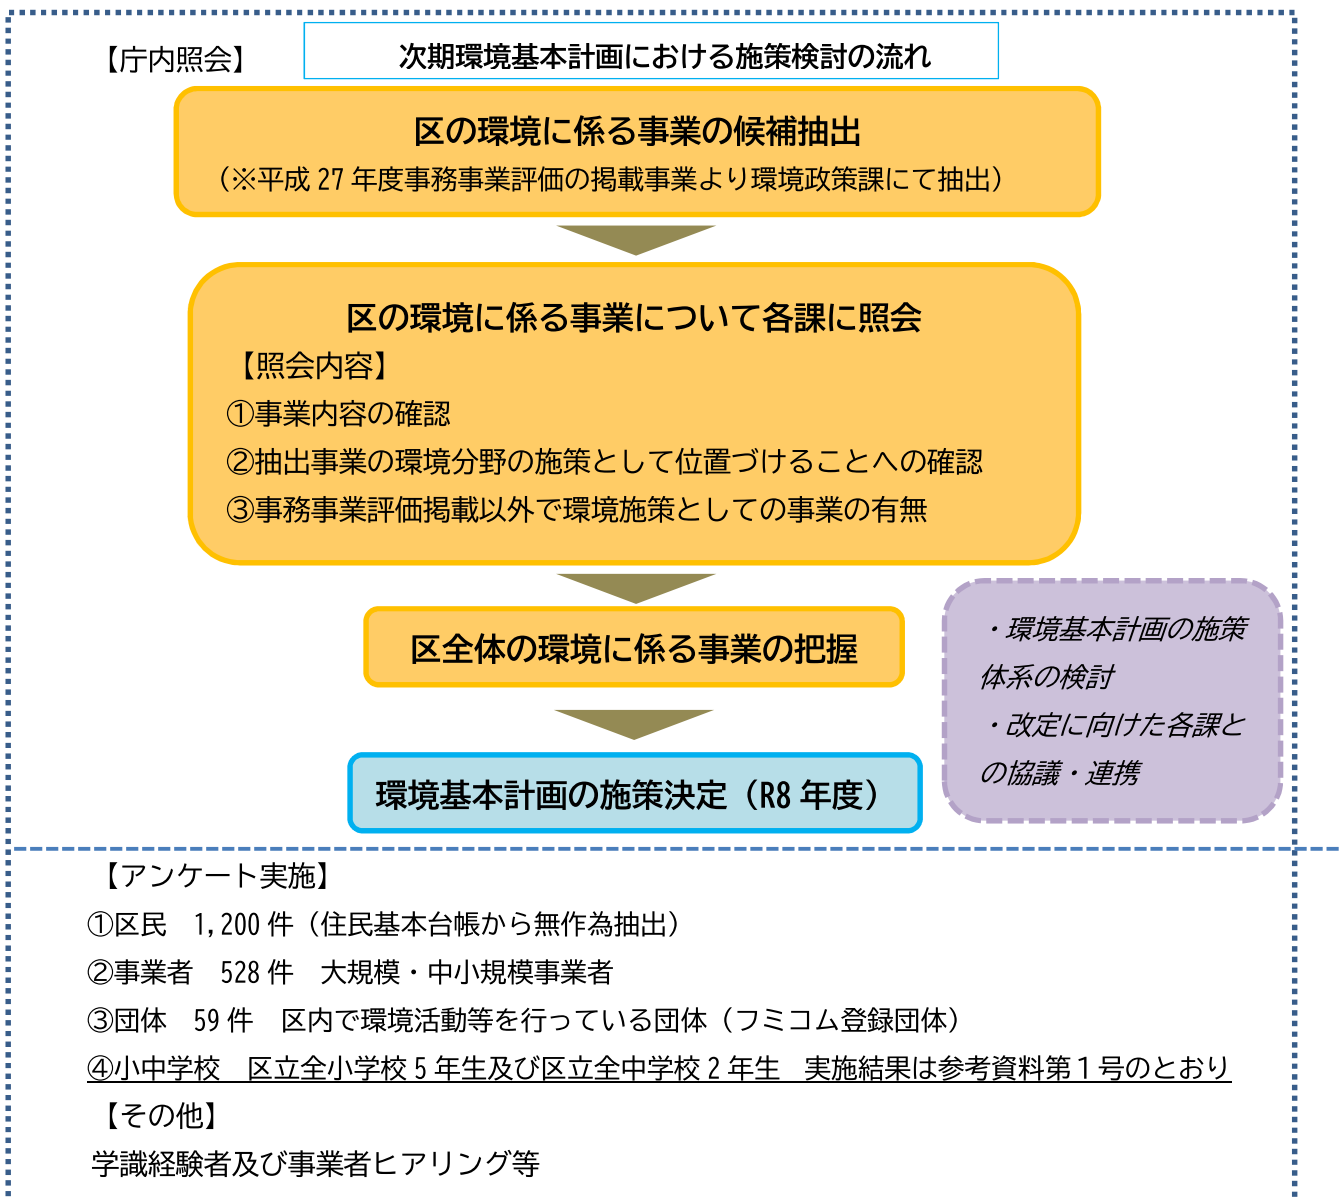 【庁内照会】
次期環境基本計画における施策検討の流れ
区の環境に係る事業の候補抽出
（※平成 27 年度事務事業評価の掲載事業より環境政策課にて抽出）
区の環境に係る事業について各課に照会
【照会内容】
①事業内容の確認
②抽出事業の環境分野の施策として位置づけることへの確認
③事務事業評価掲載以外で環境施策としての事業の有無
区全体の環境に係る事業の把握
・環境基本計画の施策
体系の検討
・改定に向けた各課と
の協議・連携
環境基本計画の施策決定（R8 年度）
【アンケート実施】
①区民　1,200 件（住民基本台帳から無作為抽出）
②事業者　528 件　大規模・中小規模事業者
③団体　59 件　区内で環境活動等を行っている団体（フミコム登録団体）
④小中学校　区立全小学校 5 年生及び区立全中学校 2 年生　実施結果は参考資料第１号のとおり
【その他】
学識経験者及び事業者ヒアリング等